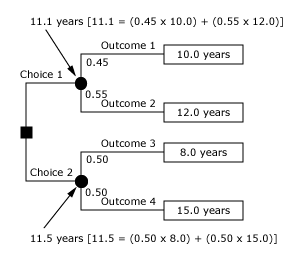 11.1 years [11.1 = (0.45 x 10.0) + (0.55 x 12.0)]
Outcome 1
10.0 years
0.45
Choice 1
0.55
Outcome 2
12.0 years
Outcome 3
8.0 years
0.50
Choice 2
0.50
Outcome 4
15.0 years
11.5 years [11.5 = (0.50 x 8.0) + (0.50 x 15.0)]